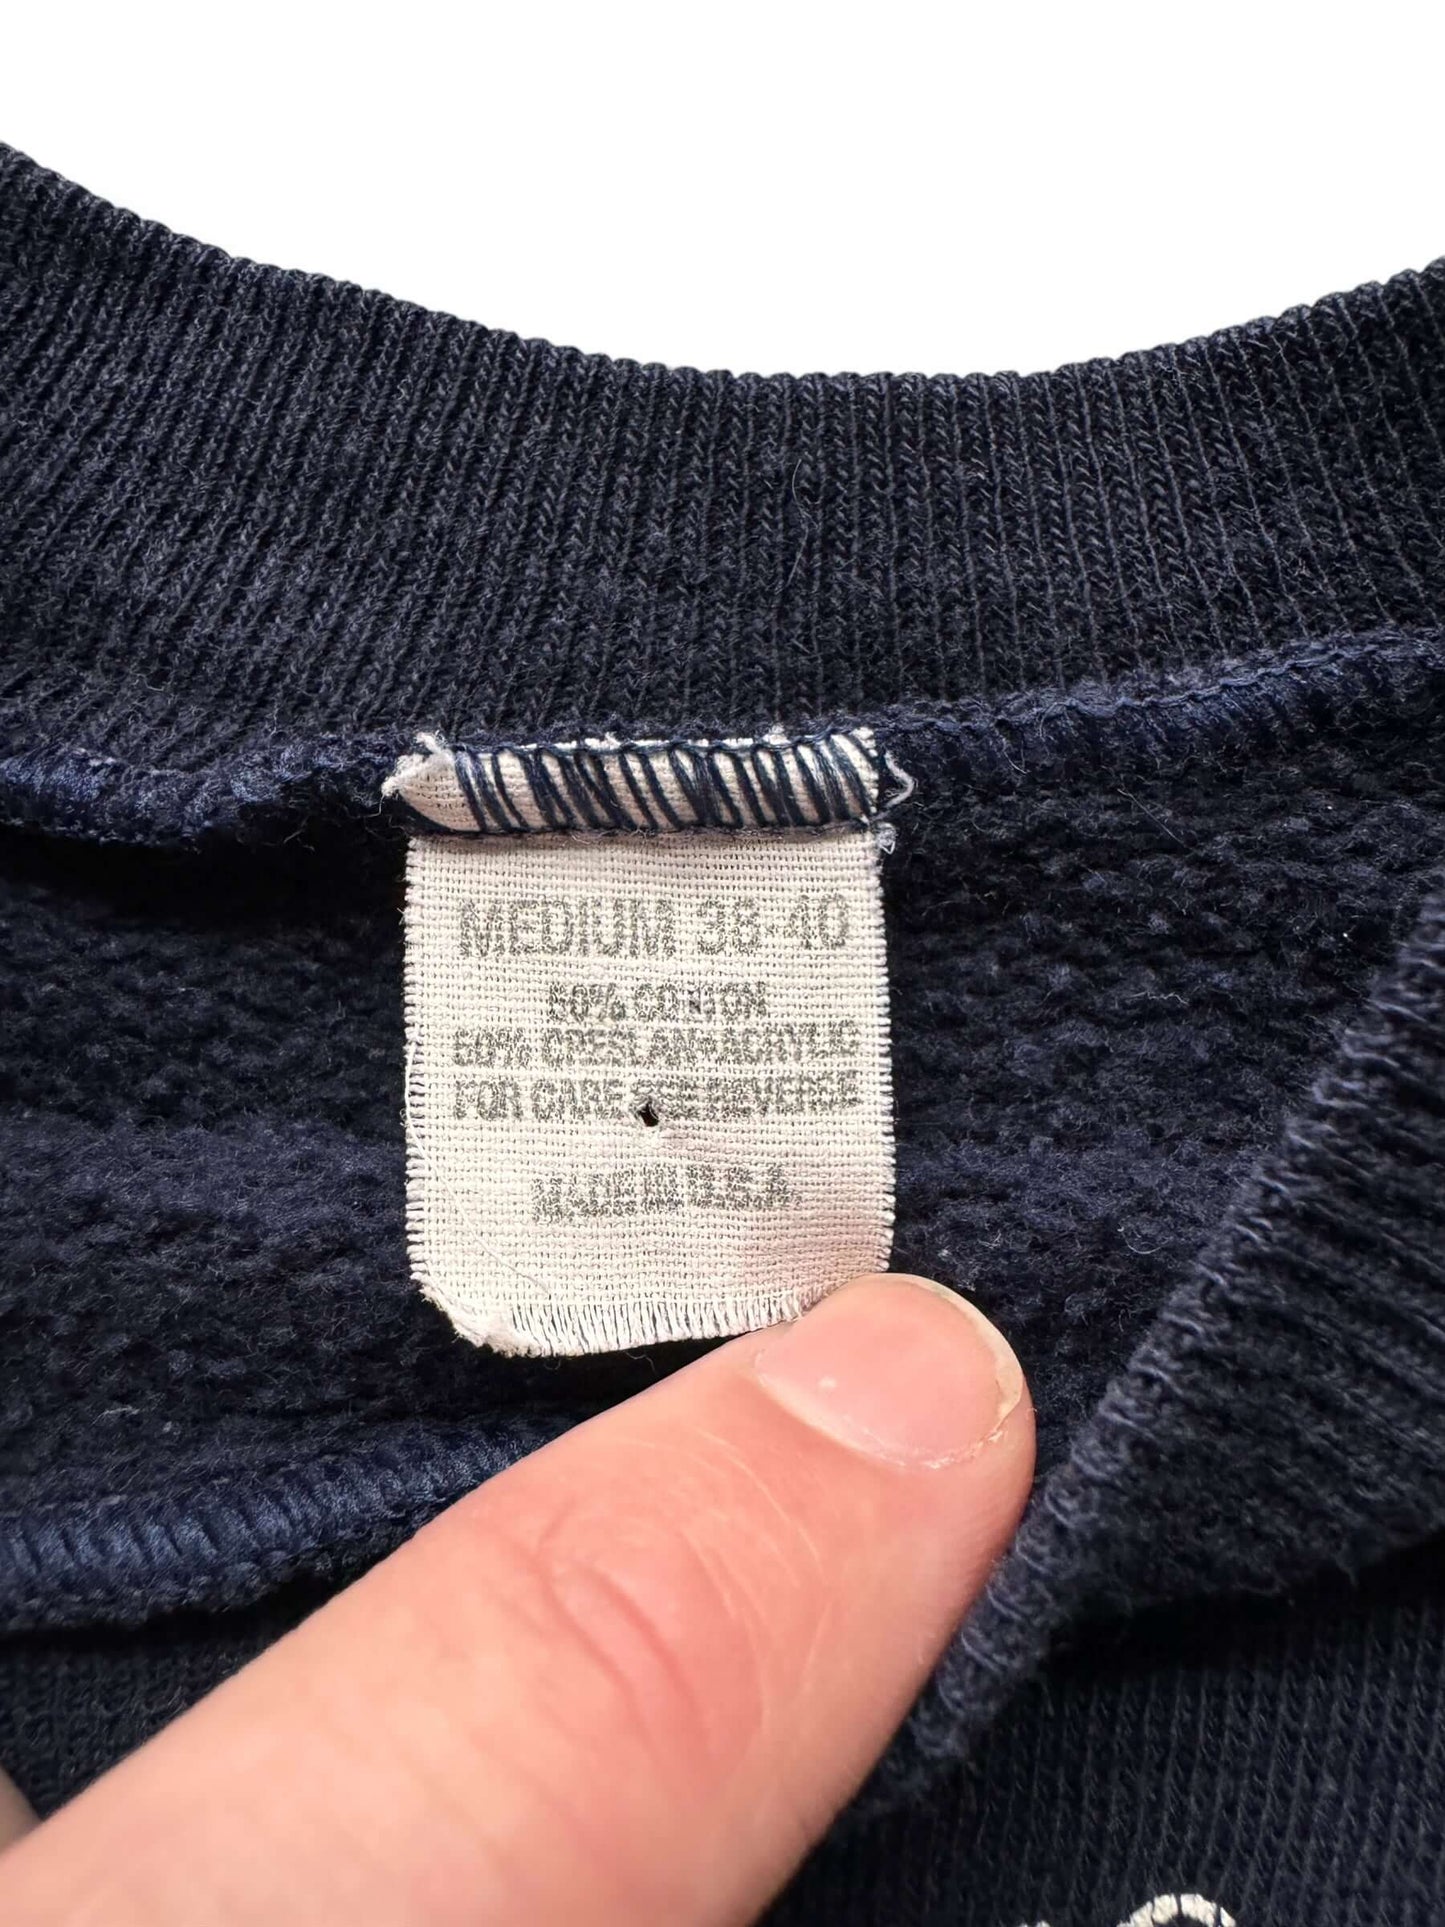 MEDIUM 38-40
50% COTTON
50% CRESLAN ACRYLIC
FOR CARE SEE REVERSE
MADE IN U.S.A.